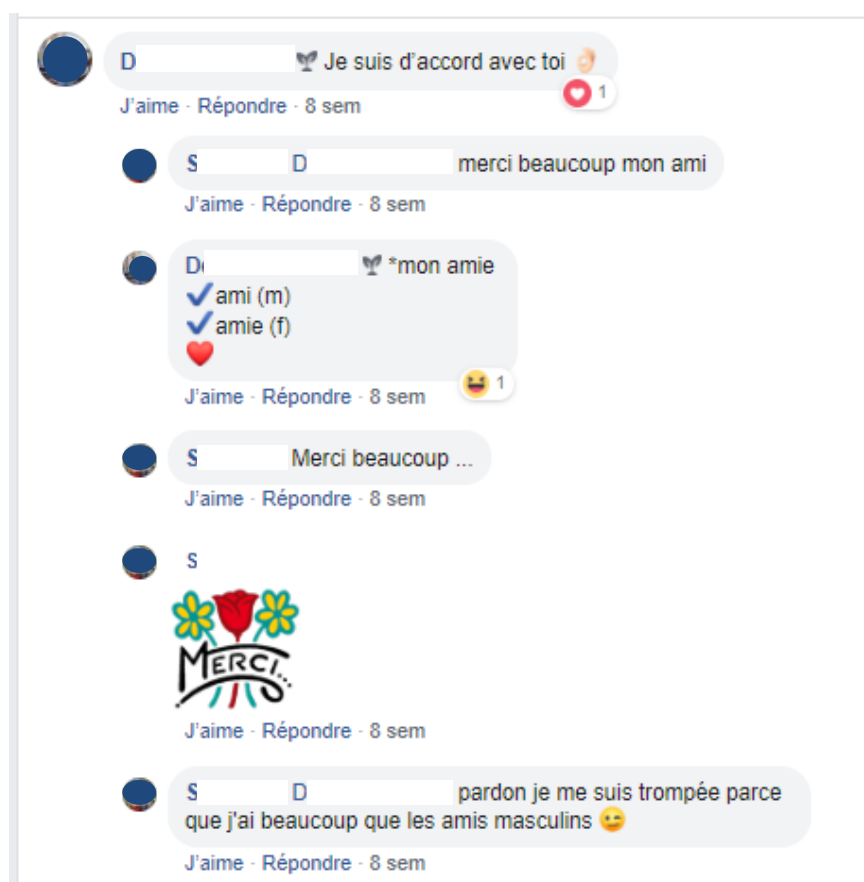 D Je suis d'accord avec toi
1
J'aime · Répondre · 8 sem
S D merci beaucoup mon ami
J'aime · Répondre · 8 sem
D *mon amie
ami (m)
amie (f)
1
J'aime · Répondre · 8 sem
S Merci beaucoup ...
J'aime · Répondre · 8 sem
S
MERCI...
J'aime · Répondre · 8 sem
S D pardon je me suis trompée parce
que j'ai beaucoup que les amis masculins
J'aime · Répondre · 8 sem